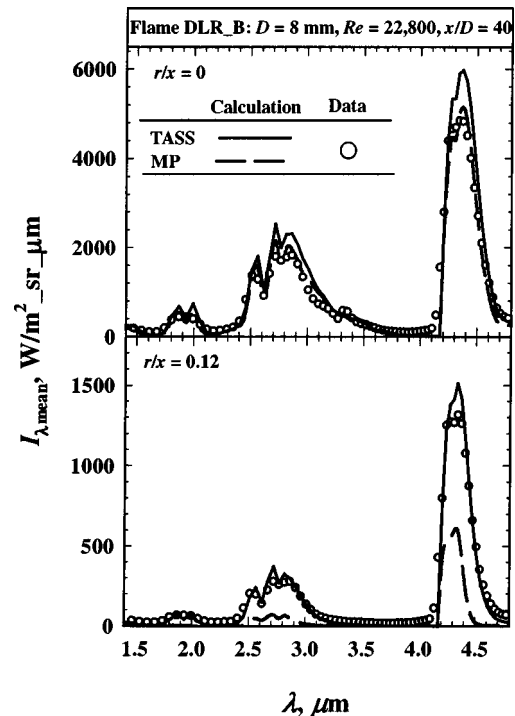 Flame DLR_B: D = 8 mm, Re = 22,800, x/D = 40
r/x = 0
Calculation Data
TASS
MP
6000
4000
2000
0
I_λmean, W/m²_sr_μm
r/x = 0.12
1500
1000
500
0
1.5 2.0 2.5 3.0 3.5 4.0 4.5
λ, μm